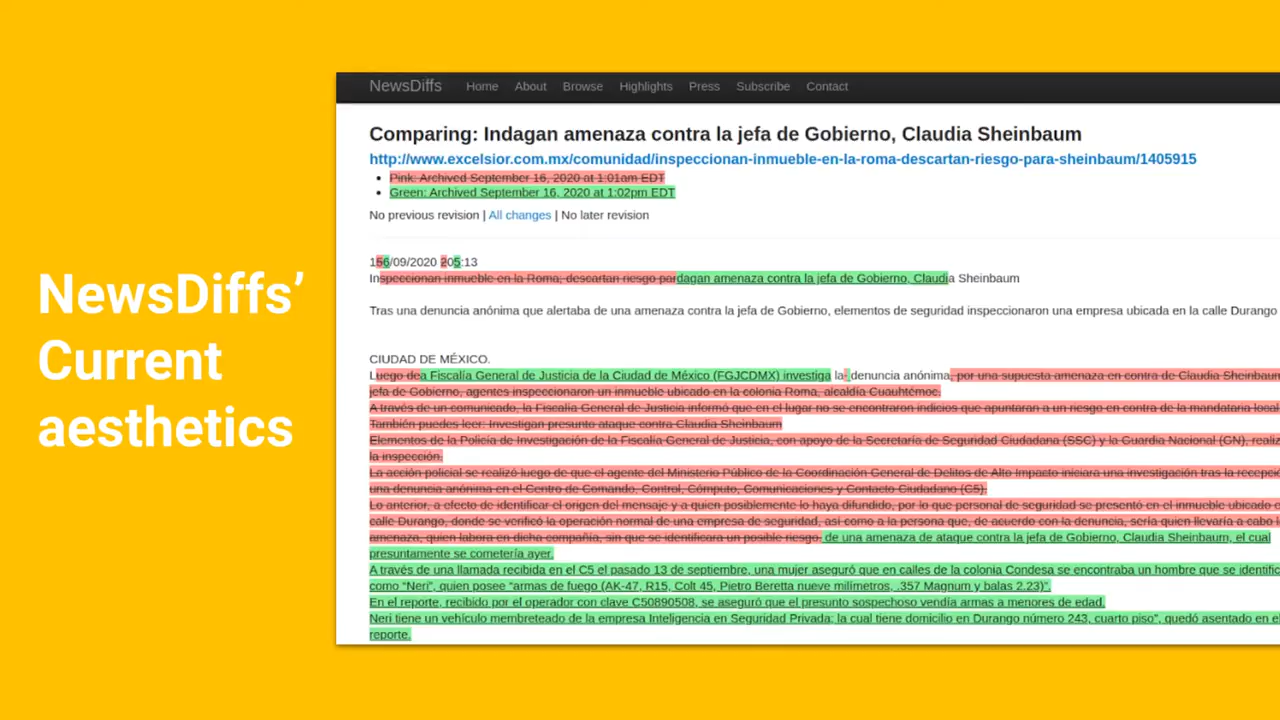 NewsDiffs’
Current
aesthetics
NewsDiffs Home About Browse Highlights Press Subscribe Contact
Comparing: Indagan amenaza contra la jefa de Gobierno, Claudia Sheinbaum
http://www.excelsior.com.mx/comunidad/inspeccionan-inmueble-en-la-roma-descartan-riesgo-para-sheinbaum/1405915
Pink: Archived September 16, 2020 at 1:01am EDT
Green: Archived September 16, 2020 at 1:02pm EDT
No previous revision | All changes | No later revision
156/09/2020 205:13
Inspeccionan inmueble en la Roma; descartan riesgo pardagan amenaza contra la jefa de Gobierno, Claudia Sheinbaum
Tras una denuncia anónima que alertaba de una amenaza contra la jefa de Gobierno, elementos de seguridad inspeccionaron una empresa ubicada en la calle Durango
CIUDAD DE MÉXICO.
Luego dea Fiscalía General de Justicia de la Ciudad de México (FGJCDMX) investiga la- denuncia anónima, por una supuesta amenaza en contra de Claudia Sheinbaum
jefa de Gobierno, agentes inspeccionaron un inmueble ubicado en la colonia Roma, alcaldía Cuauhtémoc.
A través de un comunicado, la Fiscalía General de Justicia informó que en el lugar no se encontraron indicios que apuntaran a un riesgo en contra de la mandataria local
También puedes leer: Investigan presunto ataque contra Claudia Sheinbaum
Elementos de la Policía de Investigación de la Fiscalía General de Justicia, con apoyo de la Secretaría de Seguridad Ciudadana (SSC) y la Guardia Nacional (GN), realiz
la inspección.
La acción policial se realizó luego de que el agente del Ministerio Público de la Coordinación General de Delitos de Alto Impacto iniciara una investigación tras la recepci
una denuncia anónima en el Centro de Comando, Control, Cómputo, Comunicaciones y Contacto Ciudadano (C5).
Lo anterior, a efecto de identificar el origen del mensaje y a quien posiblemente lo haya difundido, por lo que personal de seguridad se presentó en el inmueble ubicado e
calle Durango, donde se verificó la operación normal de una empresa de seguridad, así como a la persona que, de acuerdo con la denuncia, sería quien llevaría a cabo l
amenaza, quien labora en dicha compañía, sin que se identificara un posible riesgo. de una amenaza de ataque contra la jefa de Gobierno, Claudia Sheinbaum, el cual
presuntamente se cometería ayer.
A través de una llamada recibida en el C5 el pasado 13 de septiembre, una mujer aseguró que en calles de la colonia Condesa se encontraba un hombre que se identific
como “Neri”, quien posee “armas de fuego (AK-47, R15, Colt 45, Pietro Beretta nueve milímetros, .357 Magnum y balas 2.23)”.
En el reporte, recibido por el operador con clave C50890508, se aseguró que el presunto sospechoso vendía armas a menores de edad.
Neri tiene un vehículo membreteado de la empresa Inteligencia en Seguridad Privada; la cual tiene domicilio en Durango número 243, cuarto piso”, quedó asentado en el
reporte.